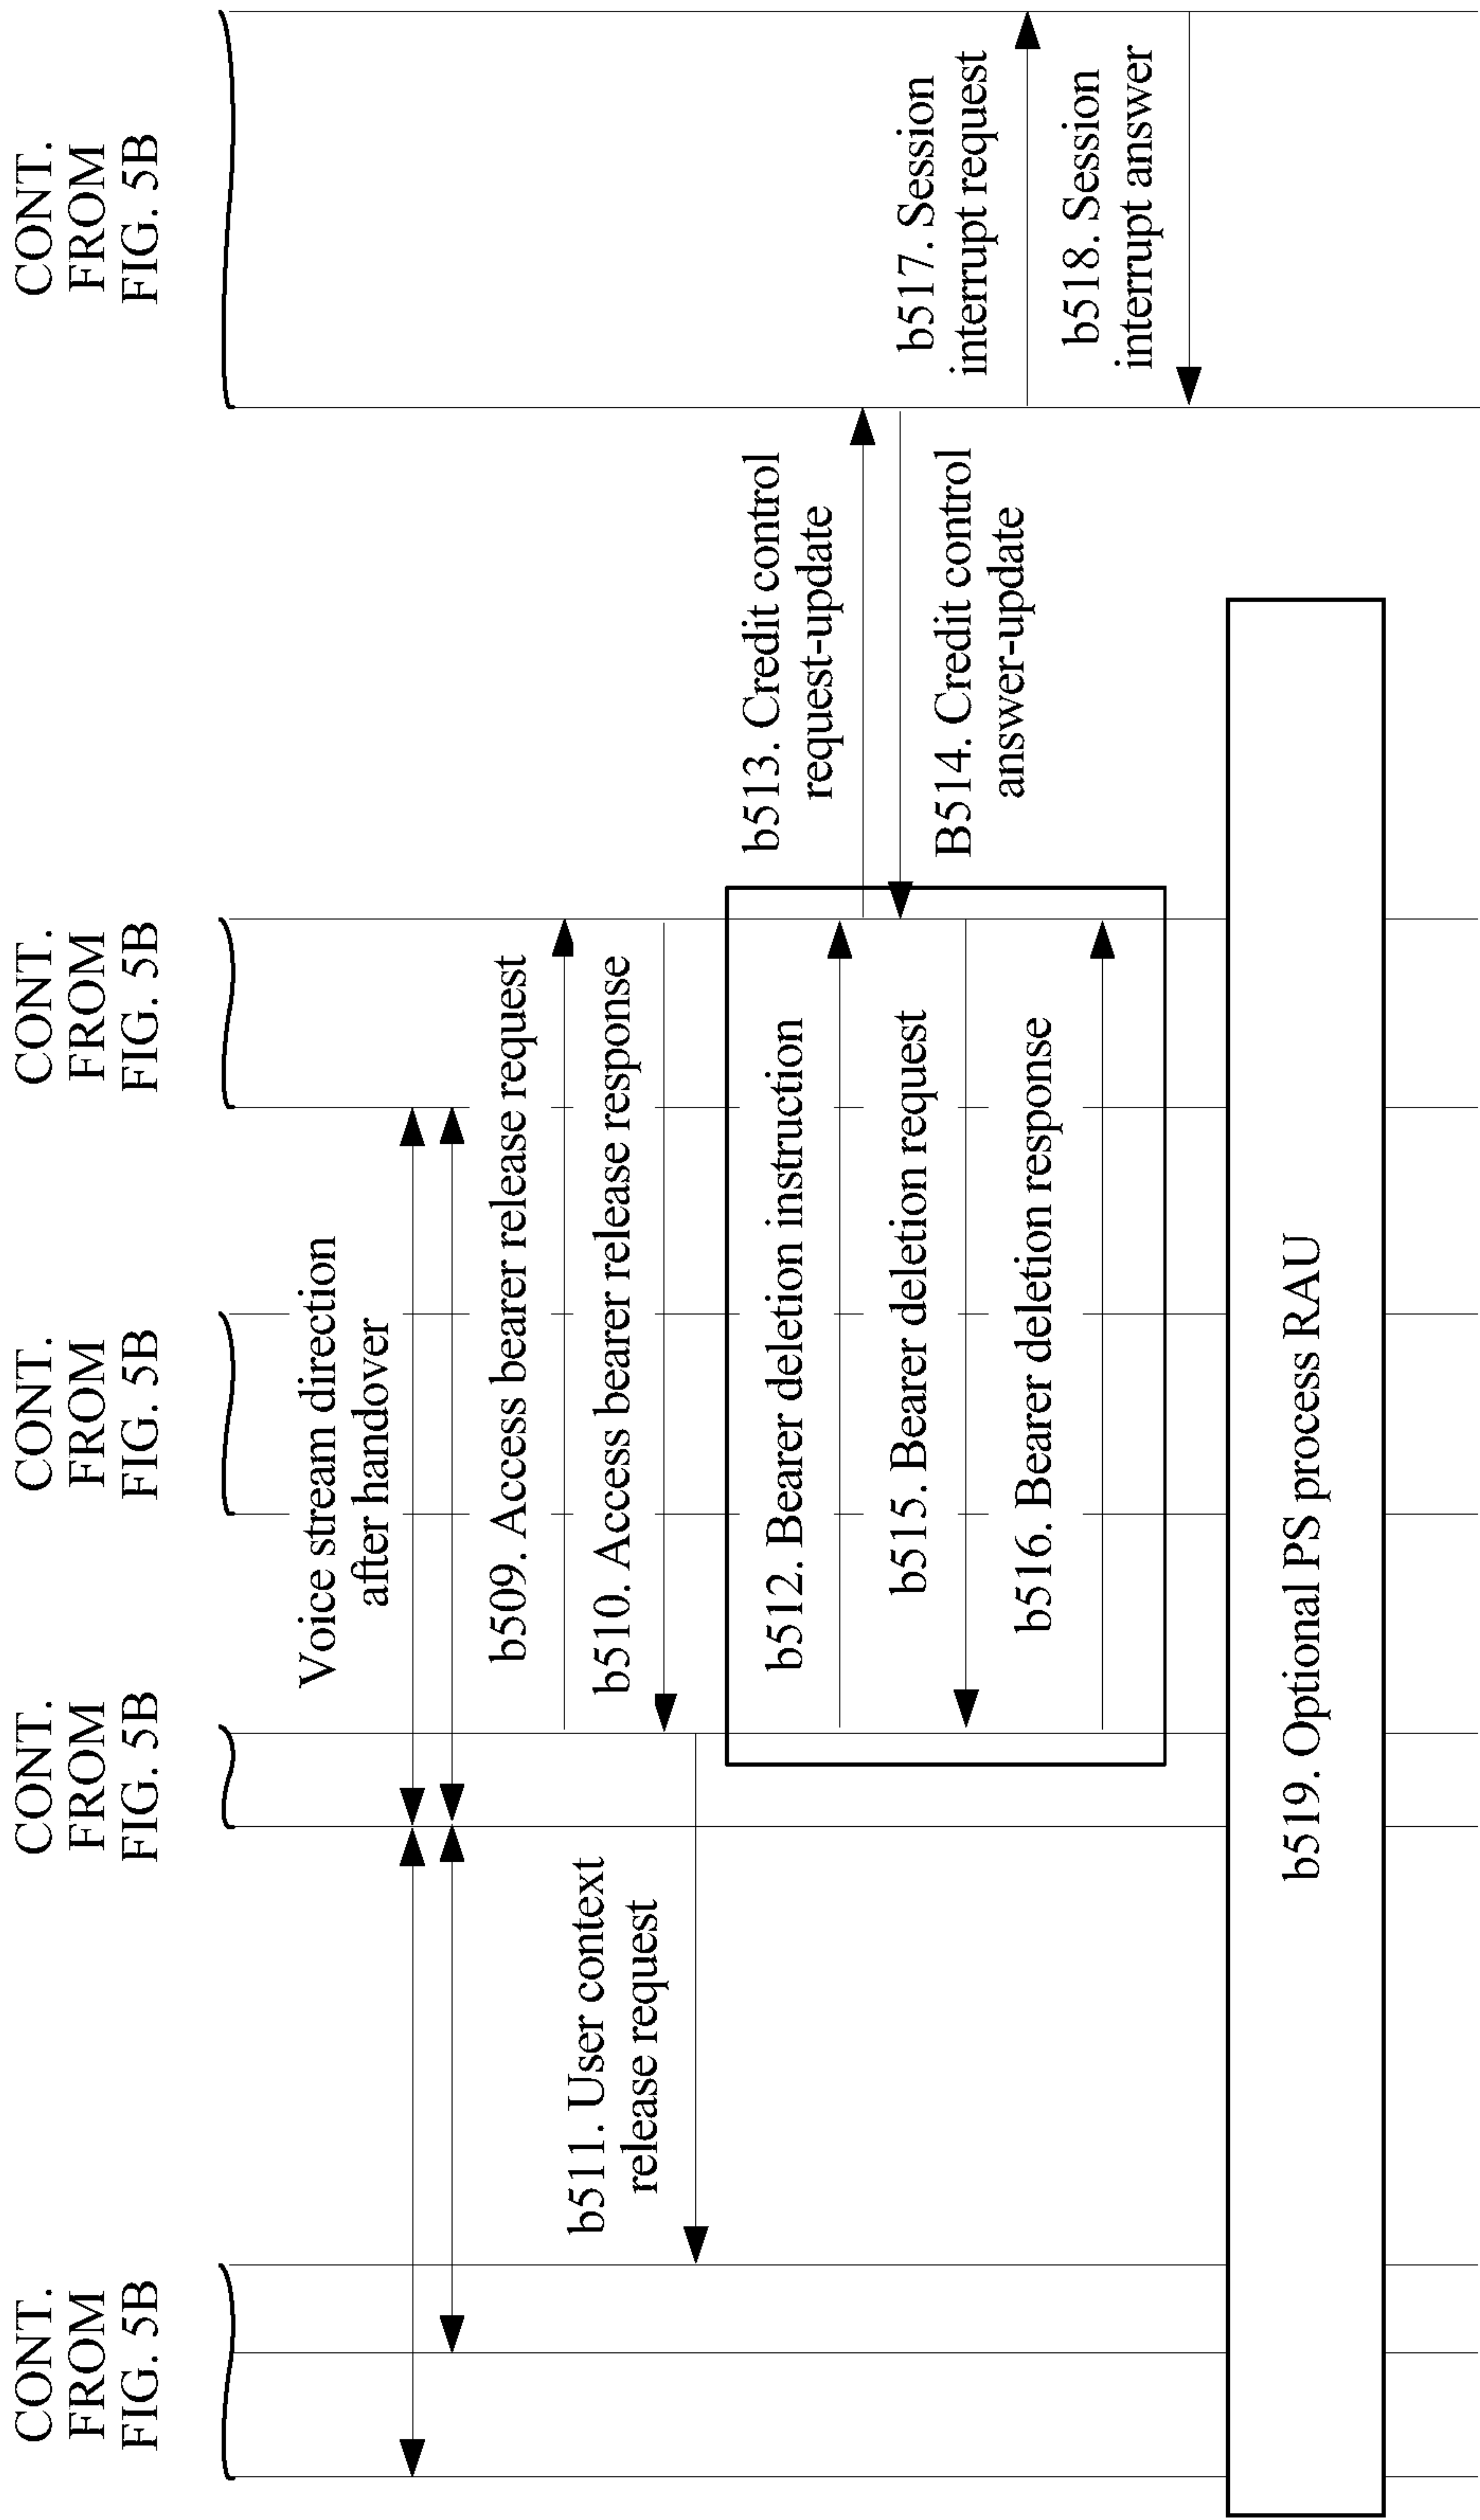 CONT.
FROM
FIG. 5B
CONT.
FROM
FIG. 5B
CONT.
FROM
FIG. 5B
CONT.
FROM
FIG. 5B
CONT.
FROM
FIG. 5B
Voice stream direction
after handover
b509. Access bearer release request
b510. Access bearer release response
b511. User context
release request
b512. Bearer deletion instruction
b513. Credit control
request-update
B514. Credit control
answer-update
b515. Bearer deletion request
b516. Bearer deletion response
b517. Session
interrupt request
b518. Session
interrupt answer
b519. Optional PS process RAU